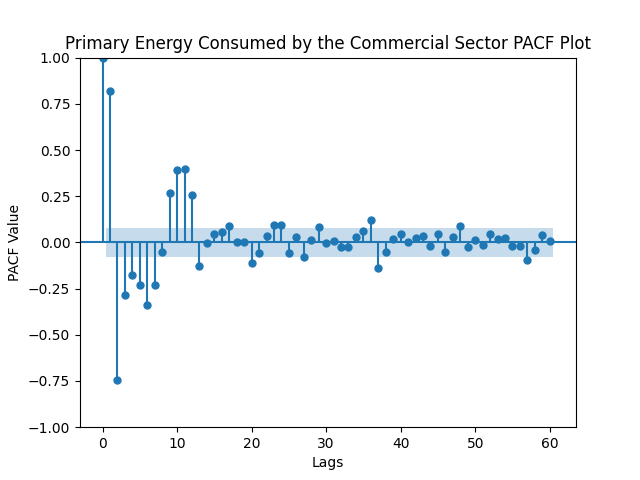 Primary Energy Consumed by the Commercial Sector PACF Plot
1.00
0.75
0.50
0.25
0.00
−0.25
−0.50
−0.75
−1.00
PACF Value
0 10 20 30 40 50 60
Lags